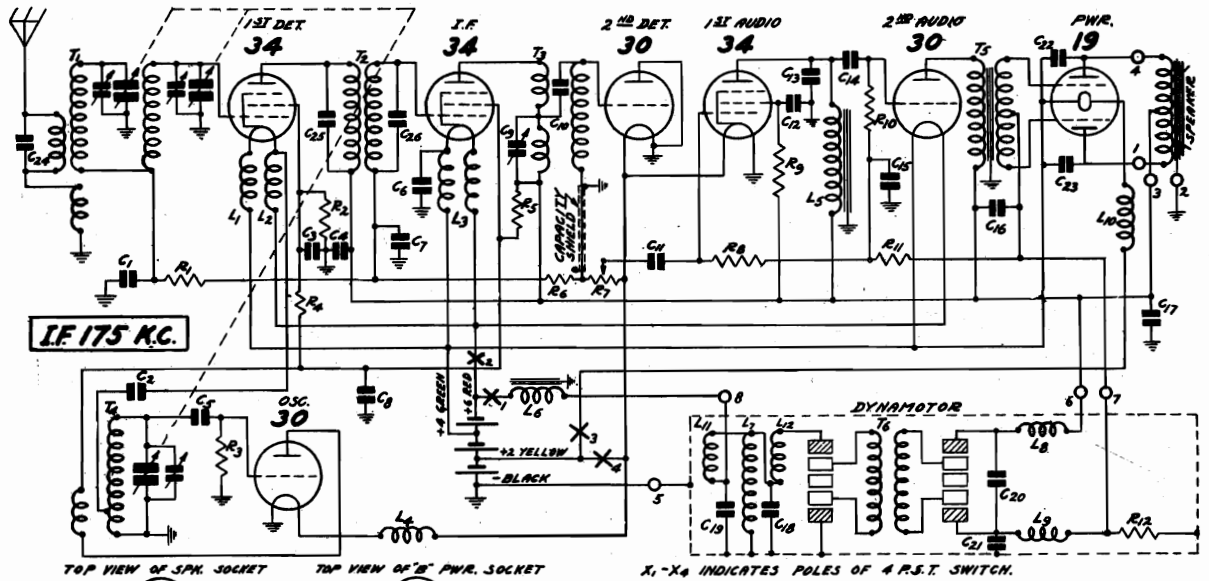 1ST DET.
34
I.F.
34
2ND DET.
30
1ST AUDIO
34
2ND AUDIO
30
PWR.
19
T1
T2
T3
T5
C22
4
C13
C14
C24
C25
C26
C9
C10
C12
R10
SPEAKER
C6
R9
C15
C23
1
3
2
L1
L2
R2
L3
R5
CAPACITY SHIELD
L5
L10
C3
C4
C7
C16
C1
R1
R6
R7
C11
R8
R11
R4
C17
I.F. 175 K.C.
2
+4 GREEN
+6 RED
C2
C8
1
L6
8
6
7
T4
C5
OSC.
30
3
DYNAMOTOR
R3
+2 YELLOW
4
L11
L7
L12
T6
L8
-BLACK
5
C19
C18
C20
L4
L9
R12
C21
TOP VIEW OF SPK. SOCKET
TOP VIEW OF "B" PWR. SOCKET
X1-X4 INDICATES POLES OF 4 P.S.T. SWITCH.